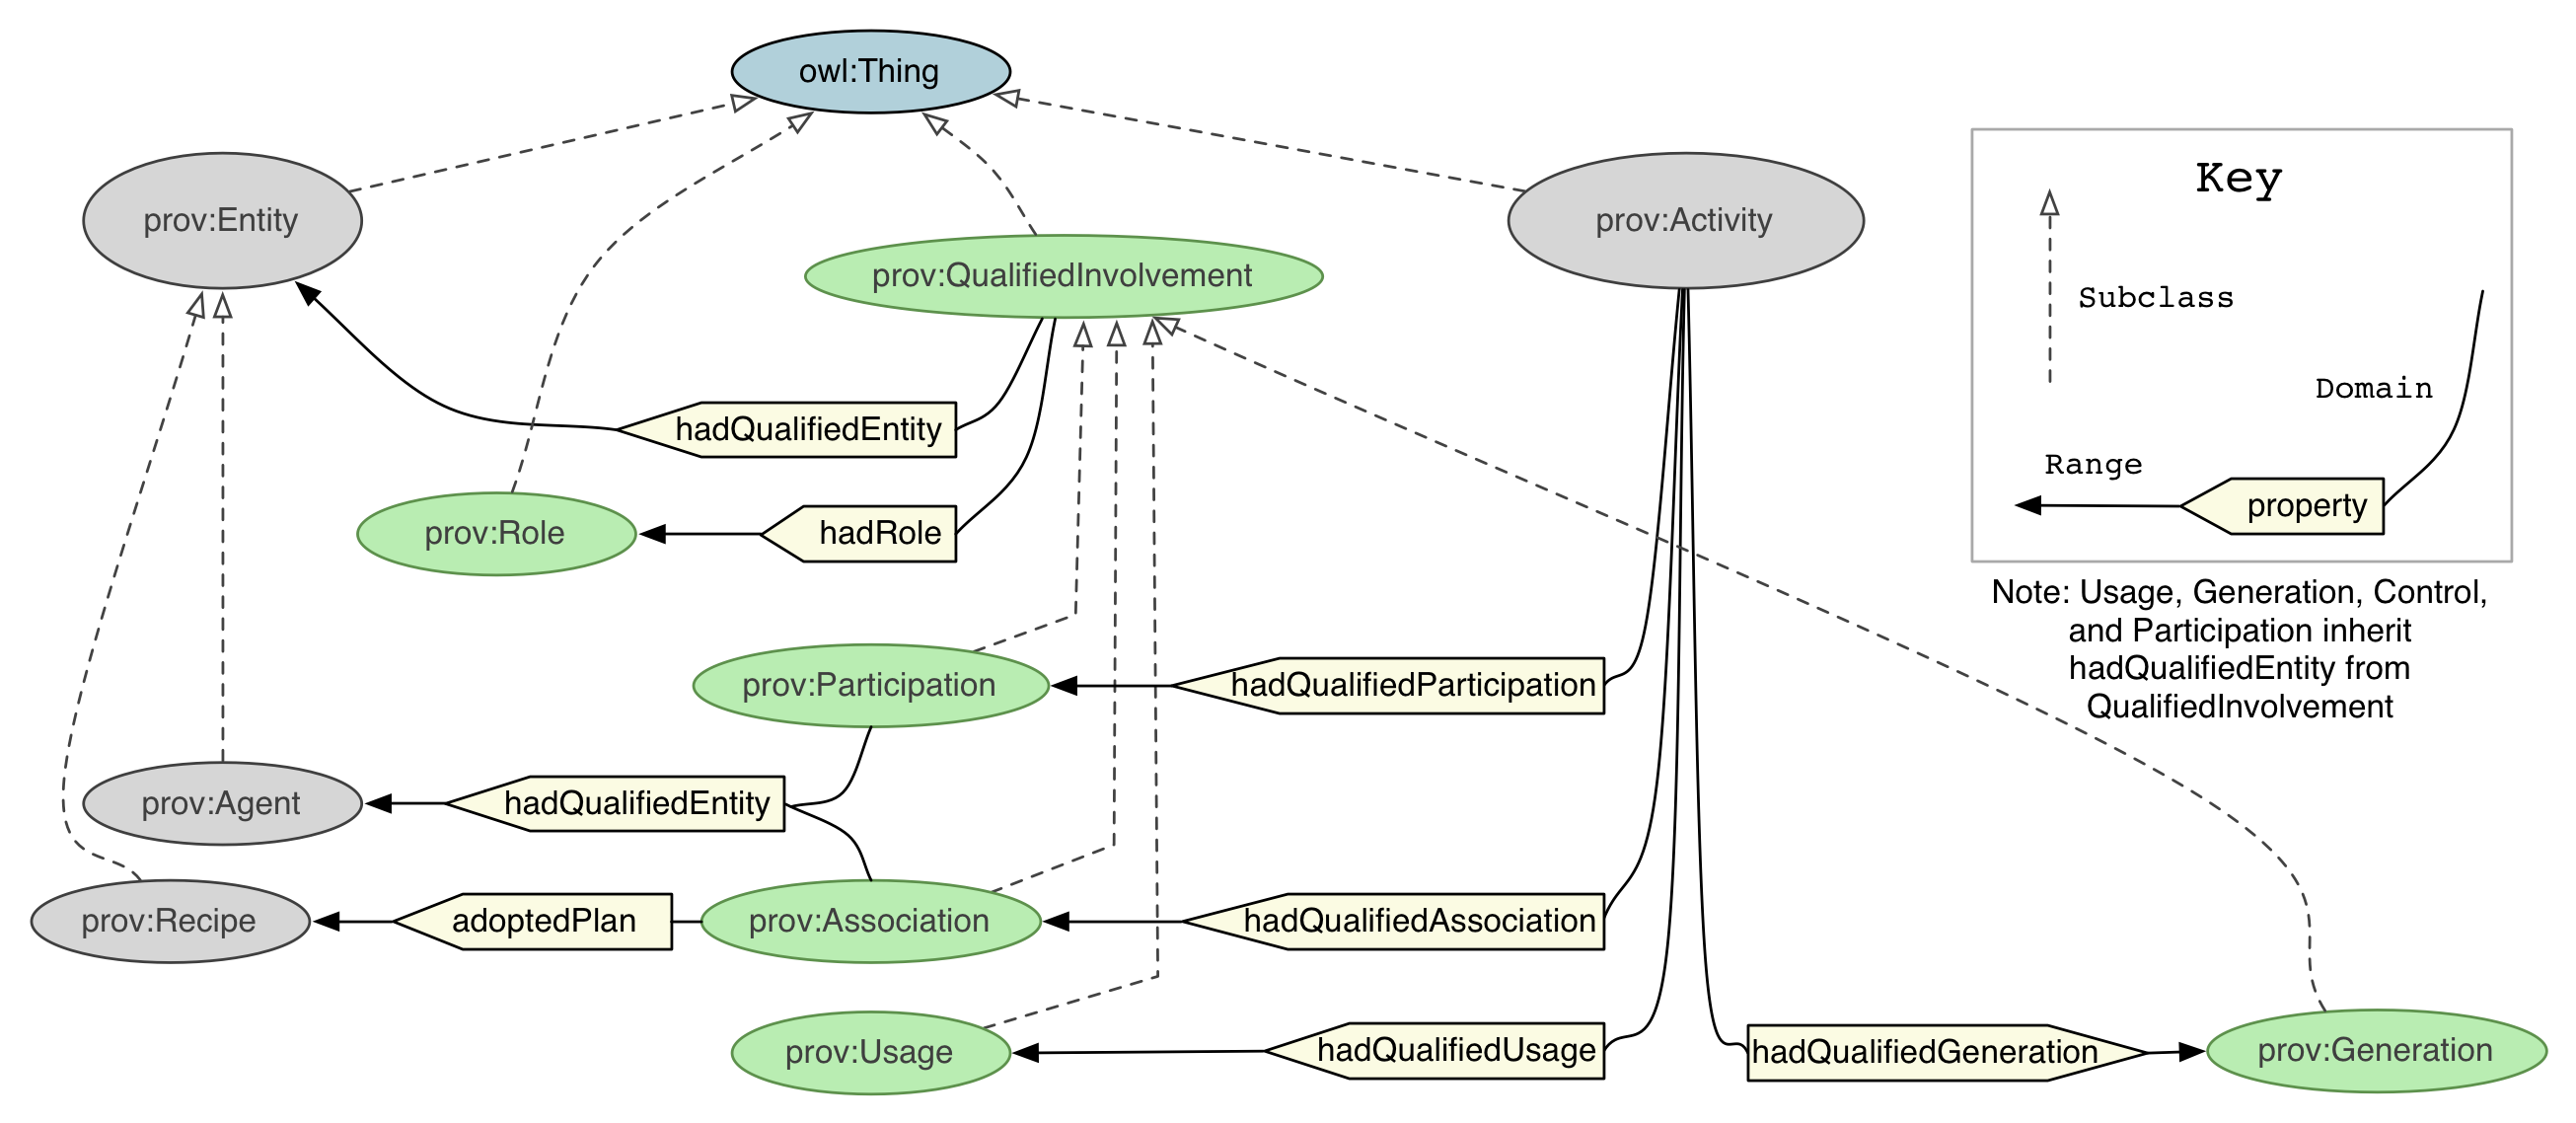 owl:Thing
prov:Entity
prov:QualifiedInvolvement
prov:Activity
Key
Subclass
Domain
Range
property
hadQualifiedEntity
prov:Role
hadRole
Note: Usage, Generation, Control,
and Participation inherit
hadQualifiedEntity from
QualifiedInvolvement
prov:Participation
hadQualifiedParticipation
prov:Agent
hadQualifiedEntity
prov:Recipe
adoptedPlan
prov:Association
hadQualifiedAssociation
prov:Usage
hadQualifiedUsage
hadQualifiedGeneration
prov:Generation